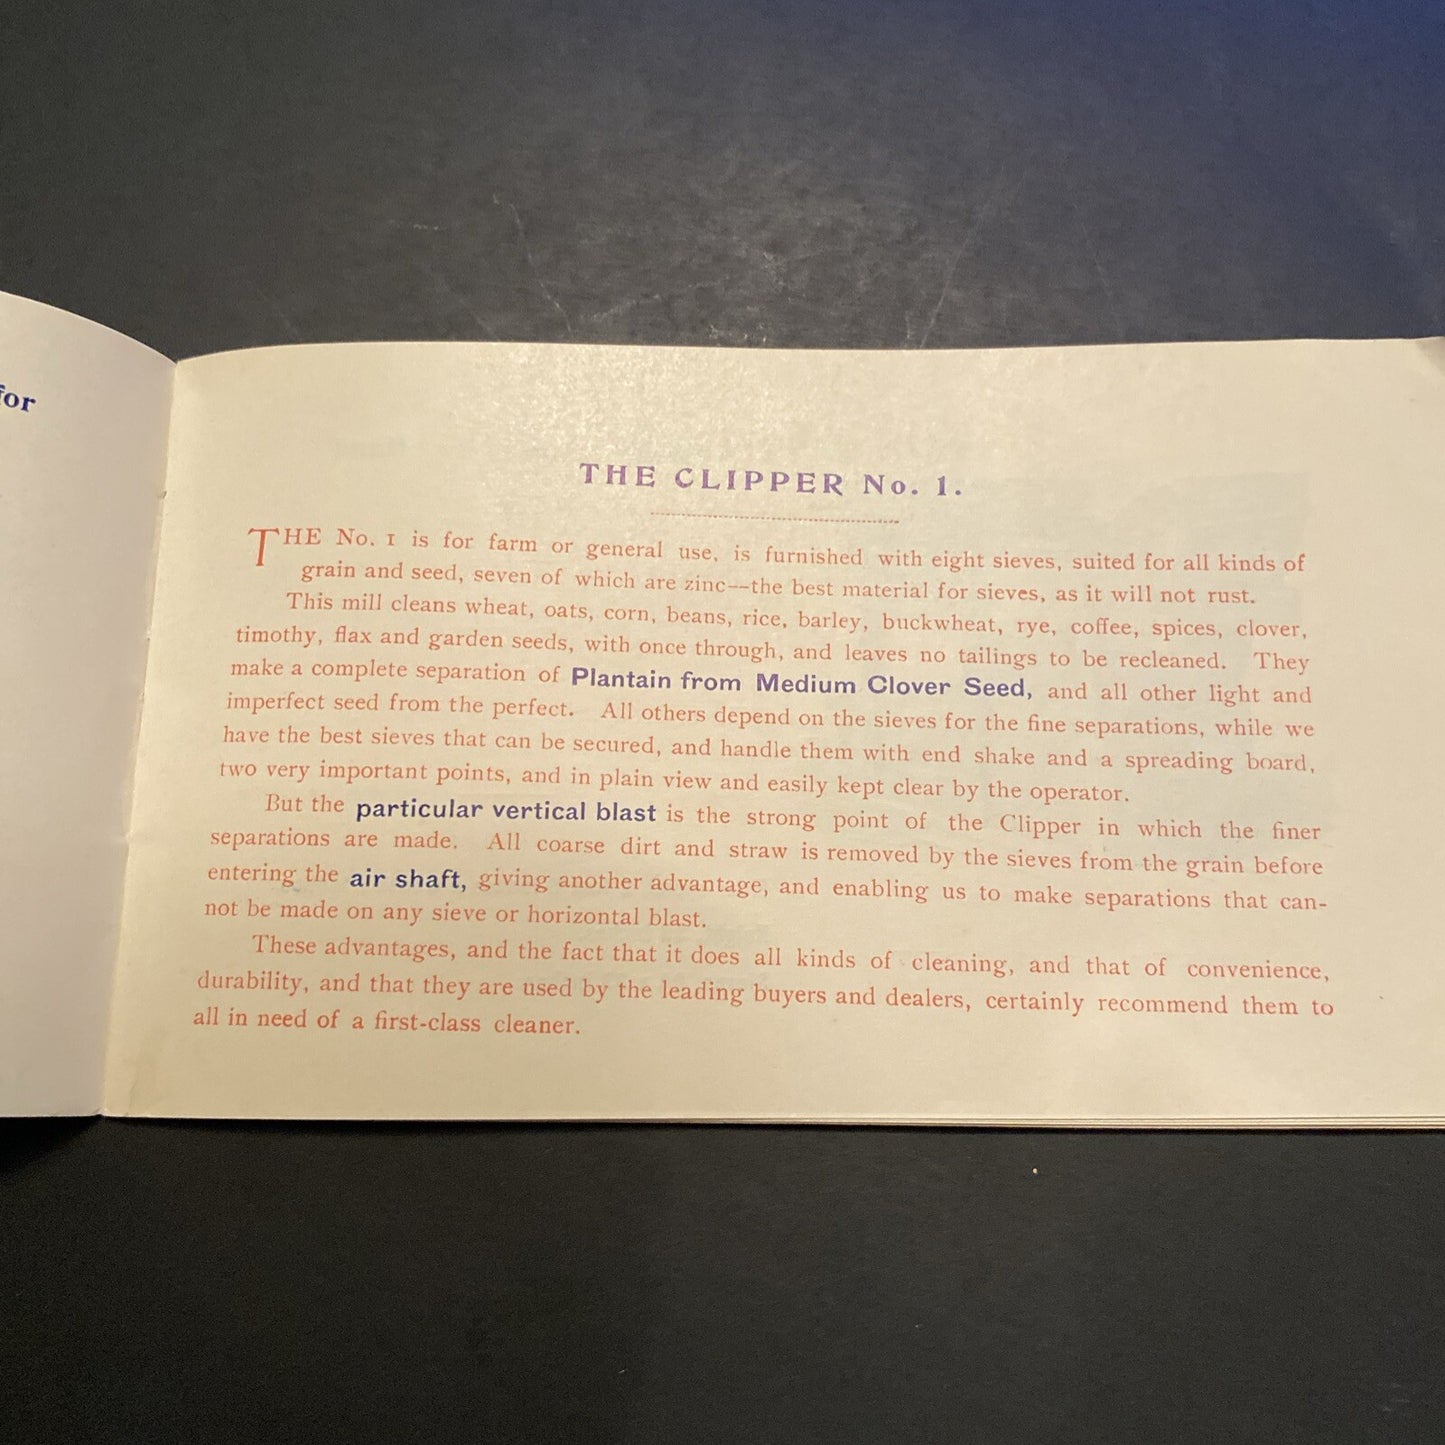 for
THE CLIPPER No. 1.
THE No. 1 is for farm or general use, is furnished with eight sieves, suited for all kinds of
grain and seed, seven of which are zinc--the best material for sieves, as it will not rust.
This mill cleans wheat, oats, corn, beans, rice, barley, buckwheat, rye, coffee, spices, clover,
timothy, flax and garden seeds, with once through, and leaves no tailings to be recleaned. They
make a complete separation of Plantain from Medium Clover Seed, and all other light and
imperfect seed from the perfect. All others depend on the sieves for the fine separations, while we
have the best sieves that can be secured, and handle them with end shake and a spreading board,
two very important points, and in plain view and easily kept clear by the operator.
But the particular vertical blast is the strong point of the Clipper in which the finer
separations are made. All coarse dirt and straw is removed by the sieves from the grain before
entering the air shaft, giving another advantage, and enabling us to make separations that can-
not be made on any sieve or horizontal blast.
These advantages, and the fact that it does all kinds of cleaning, and that of convenience,
durability, and that they are used by the leading buyers and dealers, certainly recommend them to
all in need of a first-class cleaner.